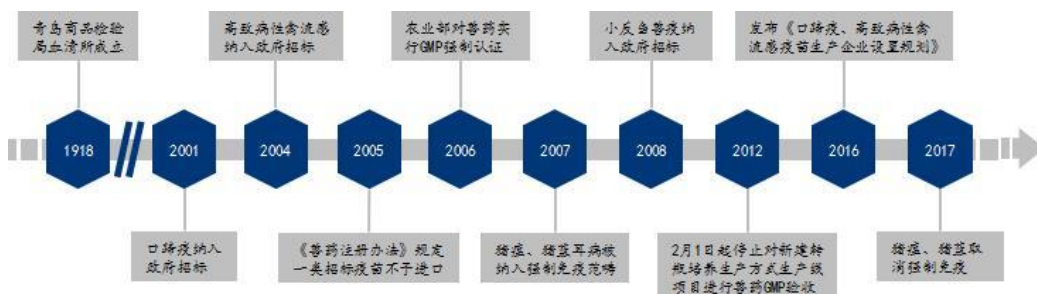 青岛商品检验
局血清所成立
高致病性禽流感
纳入政府招标
农业部对兽药实
行GMP强制认证
小反刍兽疫纳
入政府招标
发布《口蹄疫、高致病性禽
流感疫苗生产企业设置规划》
1918
2001
2004
2005
2006
2007
2008
2012
2016
2017
口蹄疫纳入
政府招标
《兽药注册办法》规定
一类招标疫苗不予进口
猪瘟、猪蓝耳病被
纳入强制免疫范畴
2月1日起停止对新建转
瓶培养生产方式生产线
项目进行兽药GMP验收
猪瘟、猪蓝取
消强制免疫